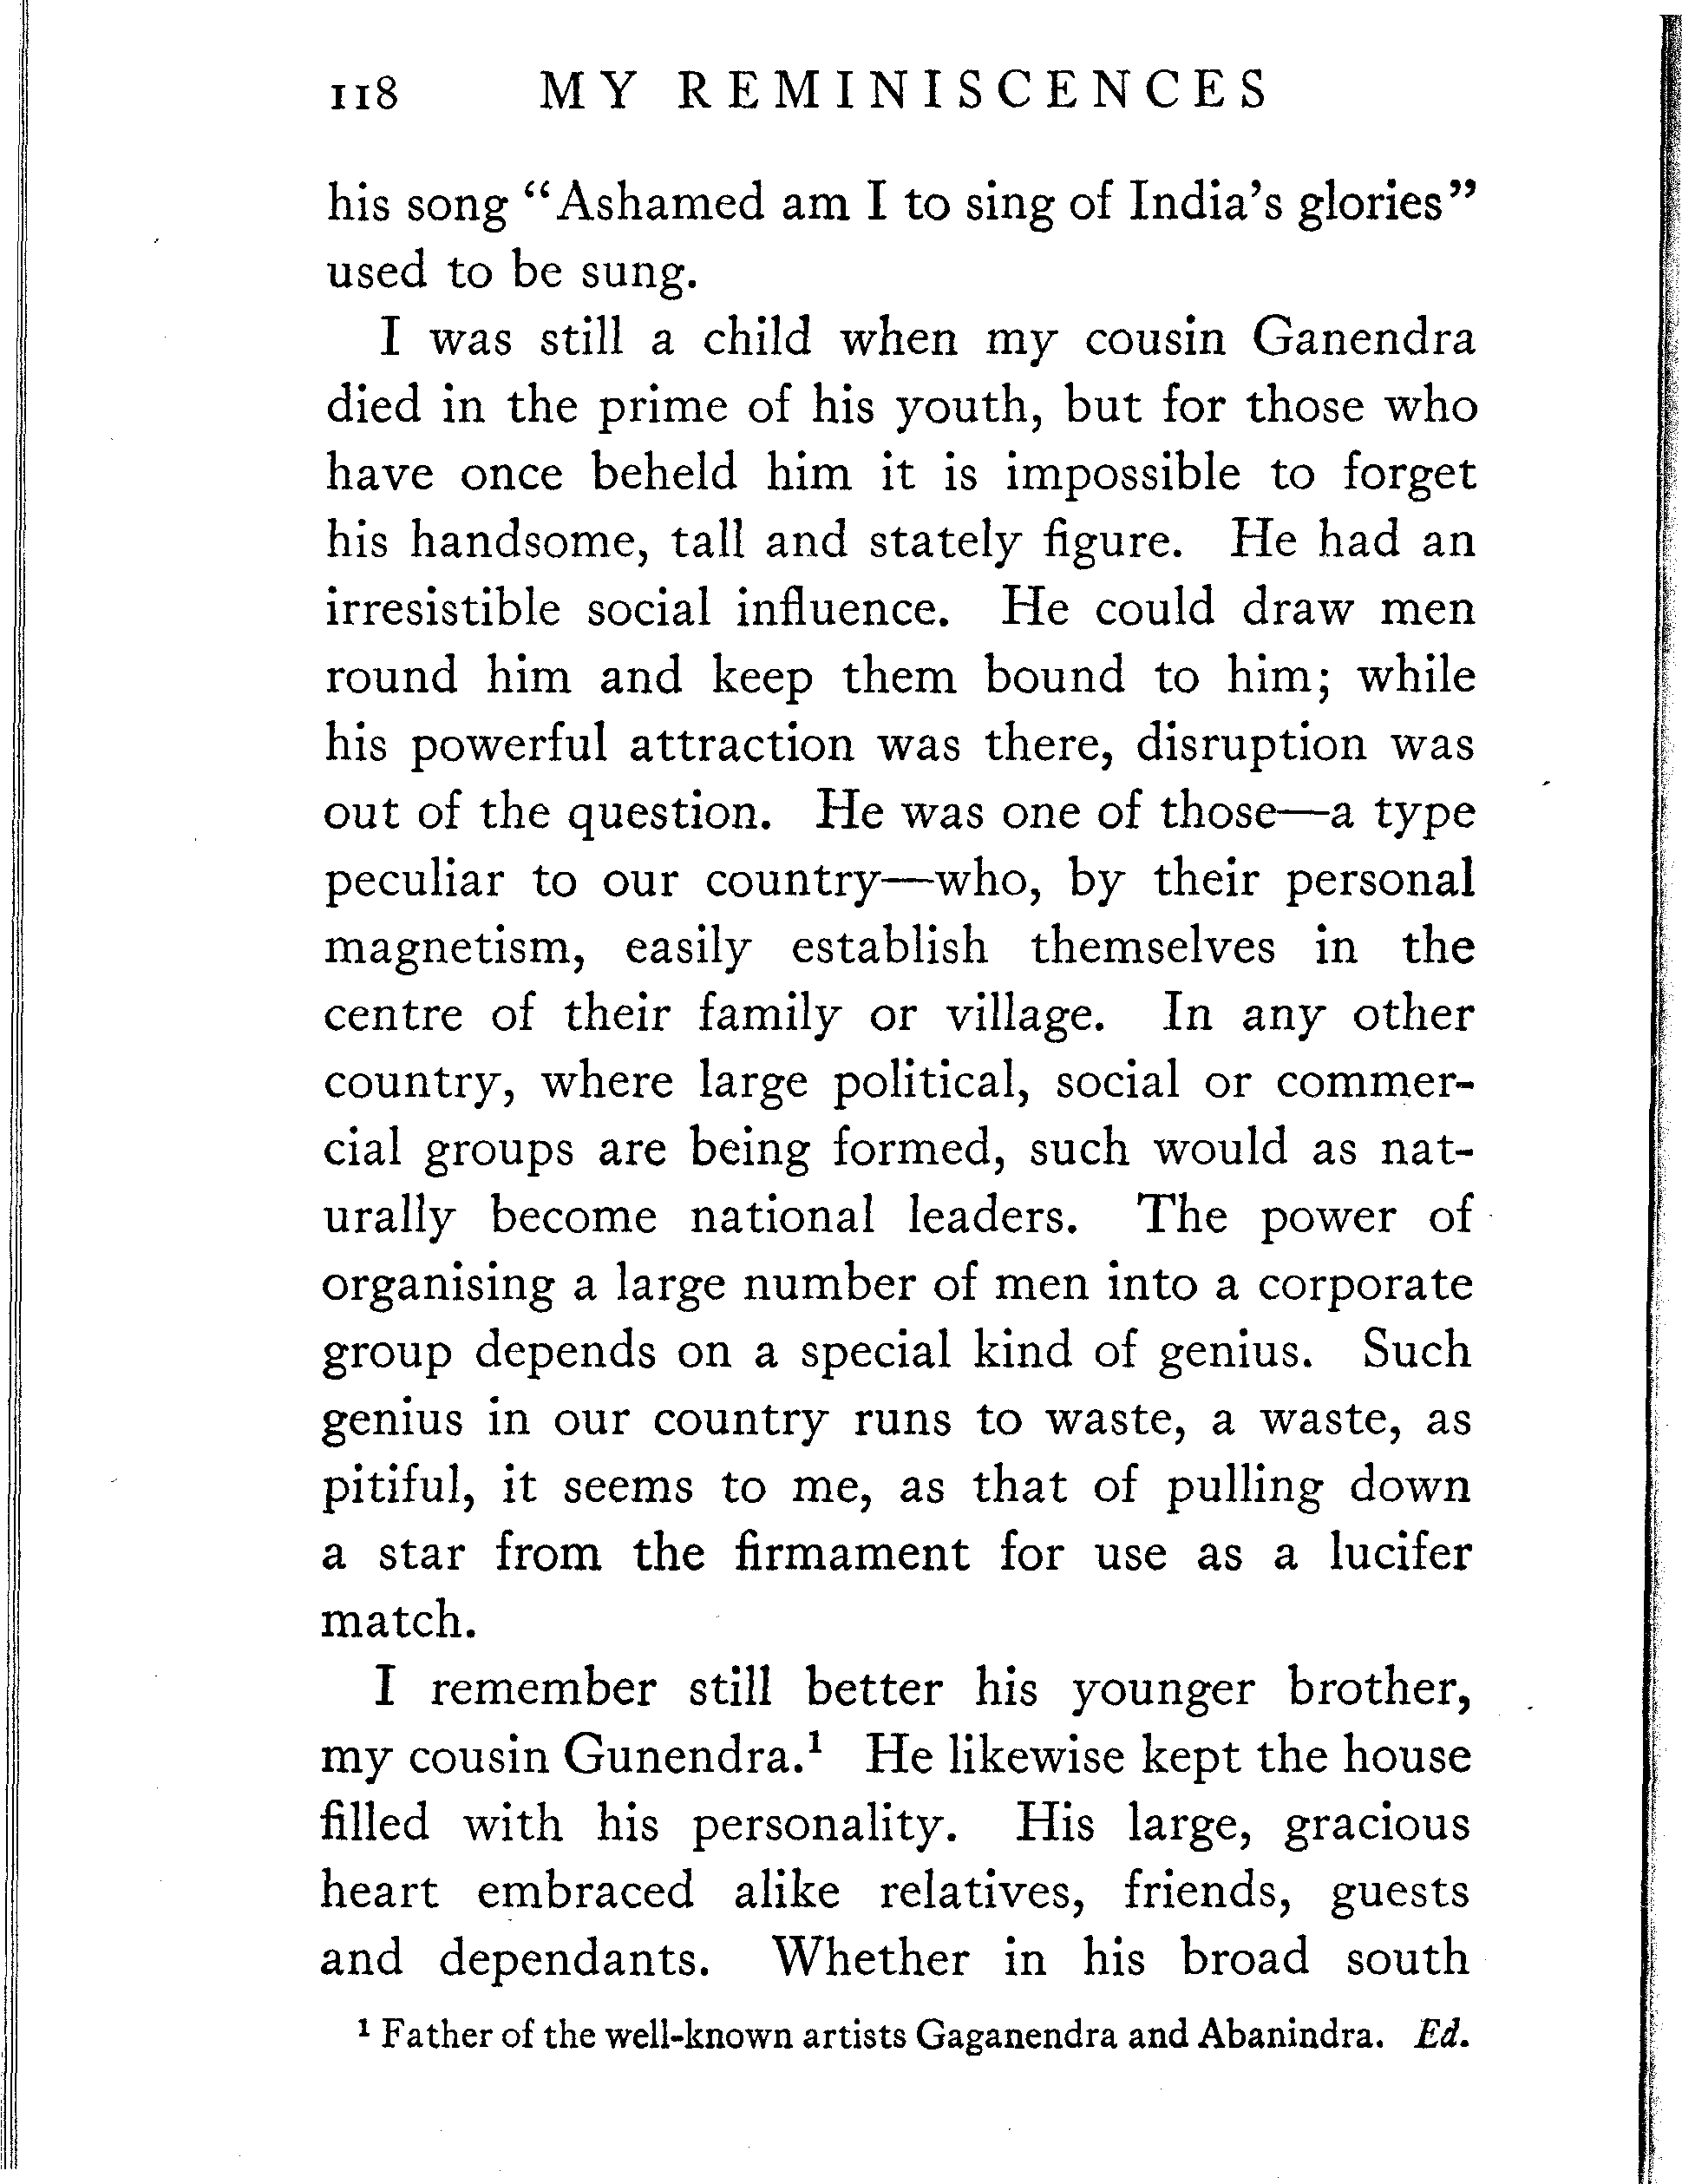 118 MY REMINISCENCES
his song “Ashamed am I to sing of India’s glories”
used to be sung.
I was still a child when my cousin Ganendra
died in the prime of his youth, but for those who
have once beheld him it is impossible to forget
his handsome, tall and stately figure. He had an
irresistible social influence. He could draw men
round him and keep them bound to him; while
his powerful attraction was there, disruption was
out of the question. He was one of those—a type
peculiar to our country—who, by their personal
magnetism, easily establish themselves in the
centre of their family or village. In any other
country, where large political, social or commer-
cial groups are being formed, such would as nat-
urally become national leaders. The power of
organising a large number of men into a corporate
group depends on a special kind of genius. Such
genius in our country runs to waste, a waste, as
pitiful, it seems to me, as that of pulling down
a star from the firmament for use as a lucifer
match.
I remember still better his younger brother,
my cousin Gunendra.¹ He likewise kept the house
filled with his personality. His large, gracious
heart embraced alike relatives, friends, guests
and dependants. Whether in his broad south
¹ Father of the well-known artists Gaganendra and Abanindra. Ed.